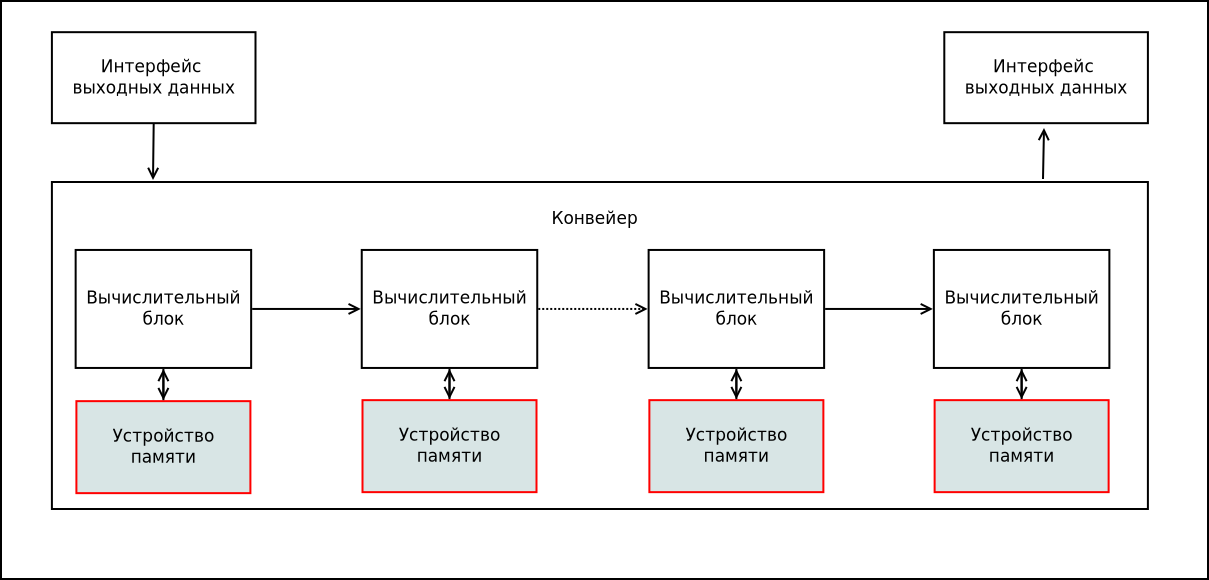 Интерфейс
выходных данных
Интерфейс
выходных данных
Конвейер
Вычислительный
блок
Вычислительный
блок
Вычислительный
блок
Вычислительный
блок
Устройство
памяти
Устройство
памяти
Устройство
памяти
Устройство
памяти